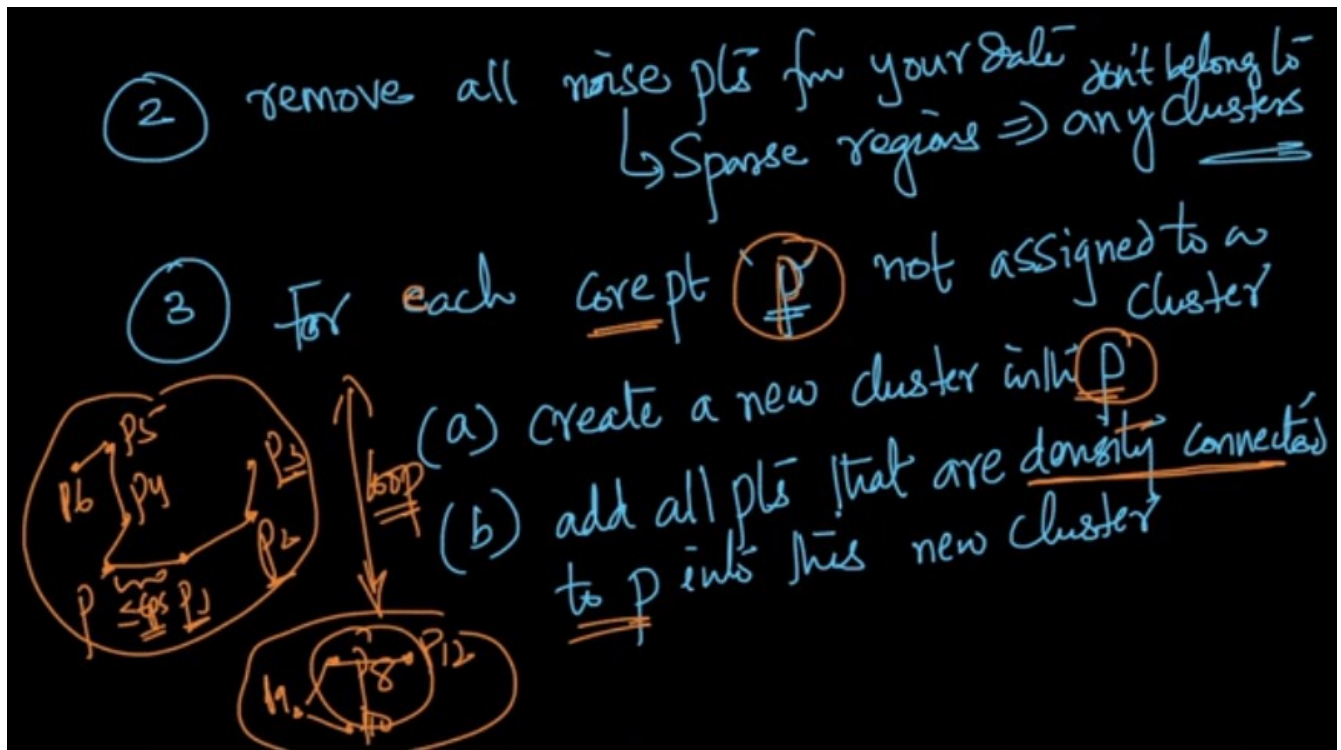 2 remove all noise pts from your data don't belong to
↳ Sparse regions ⇒ any clusters
3 For each core pt p not assigned to a
cluster
(a) create a new cluster with p
(b) add all pts that are density connected
to p into this new cluster
loop
P5
P6
P4
P3
P2
P ≤ eps P1
P8 P12